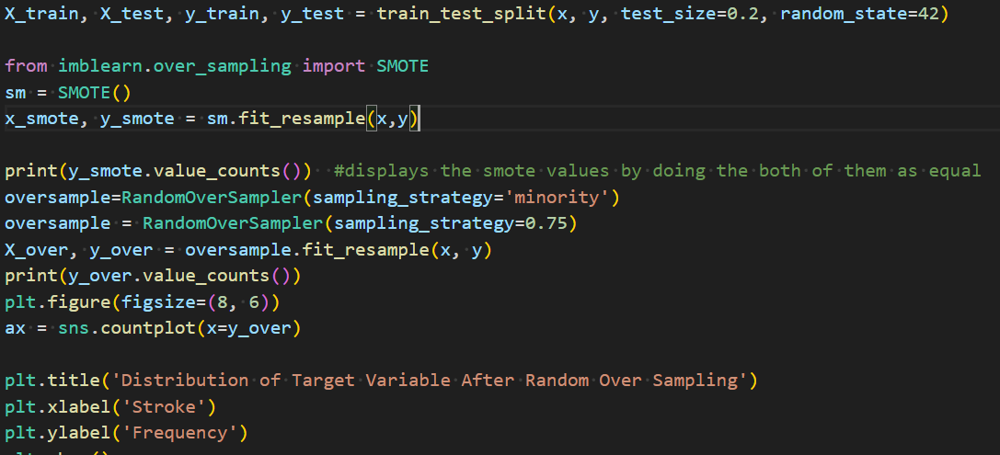 X_train, X_test, y_train, y_test = train_test_split(x, y, test_size=0.2, random_state=42)
from imblearn.over_sampling import SMOTE
sm = SMOTE()
x_smote, y_smote = sm.fit_resample(x,y)
print(y_smote.value_counts())  #displays the smote values by doing the both of them as equal
oversample=RandomOverSampler(sampling_strategy='minority')
oversample = RandomOverSampler(sampling_strategy=0.75)
X_over, y_over = oversample.fit_resample(x, y)
print(y_over.value_counts())
plt.figure(figsize=(8, 6))
ax = sns.countplot(x=y_over)
plt.title('Distribution of Target Variable After Random Over Sampling')
plt.xlabel('Stroke')
plt.ylabel('Frequency')